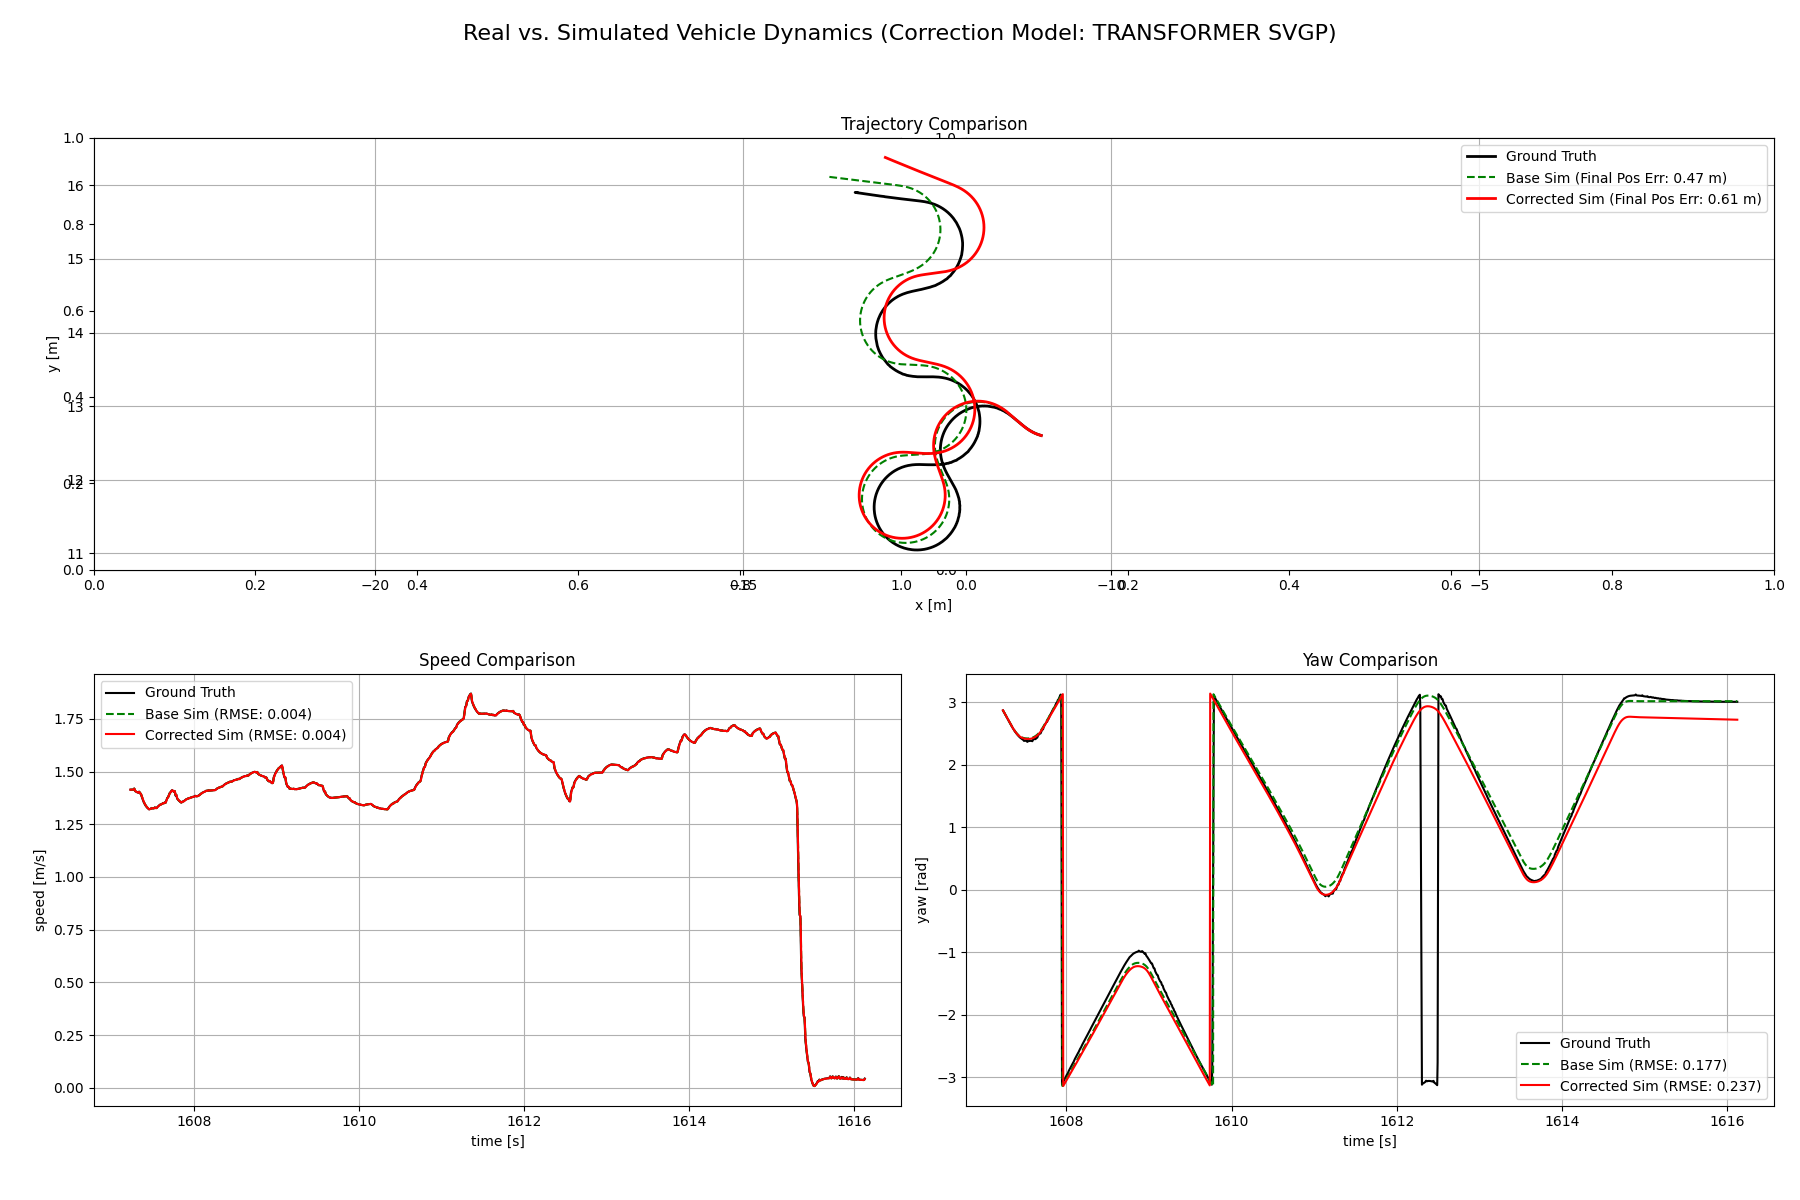 Real vs. Simulated Vehicle Dynamics (Correction Model: TRANSFORMER SVGP)
Trajectory Comparison
Ground Truth
Base Sim (Final Pos Err: 0.47 m)
Corrected Sim (Final Pos Err: 0.61 m)
y [m]
1.0
16
0.8
15
0.6
14
0.4
13
12
0.2
11
0.0
1.0
0.0
0.0 0.2 −20 0.4 0.6 0.8 −15 1.0 0.0 −10 0.2 0.4 0.6 −5 0.8 1.0
x [m]
Speed Comparison
Ground Truth
Base Sim (RMSE: 0.004)
Corrected Sim (RMSE: 0.004)
speed [m/s]
1.75
1.50
1.25
1.00
0.75
0.50
0.25
0.00
1608 1610 1612 1614 1616
time [s]
Yaw Comparison
yaw [rad]
3
2
1
0
−1
−2
−3
Ground Truth
Base Sim (RMSE: 0.177)
Corrected Sim (RMSE: 0.237)
1608 1610 1612 1614 1616
time [s]